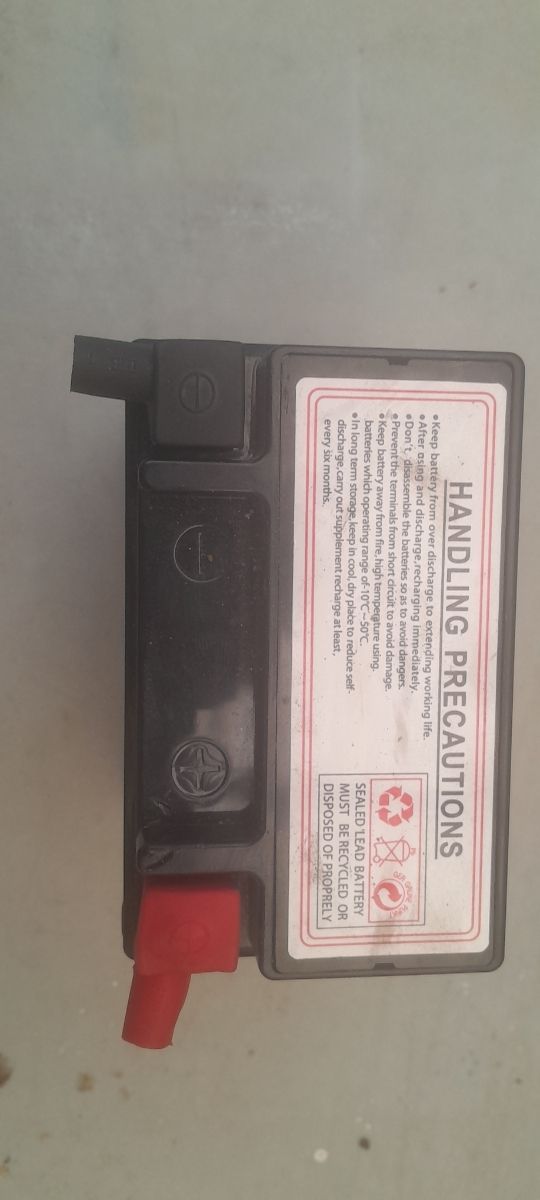 HANDLING PRECAUTIONS
• Keep battery from over discharge to extending working life.
• After using and discharge,recharging immediately.
• Don't disassemble the batteries so as to avoid dangers.
• Prevent the terminals from short circuit to avoid damage.
• Keep battery away from fire,high temperature using.
batteries which operating range of-10°C~50°C.
• In long term storage,keep in cool,dry place to reduce self-
discharge,carry out supplement recharge at least.
every six months.
Pb
SEALED LEAD BATTERY
MUST BE RECYCLED OR
DISPOSED OF PROPRELY